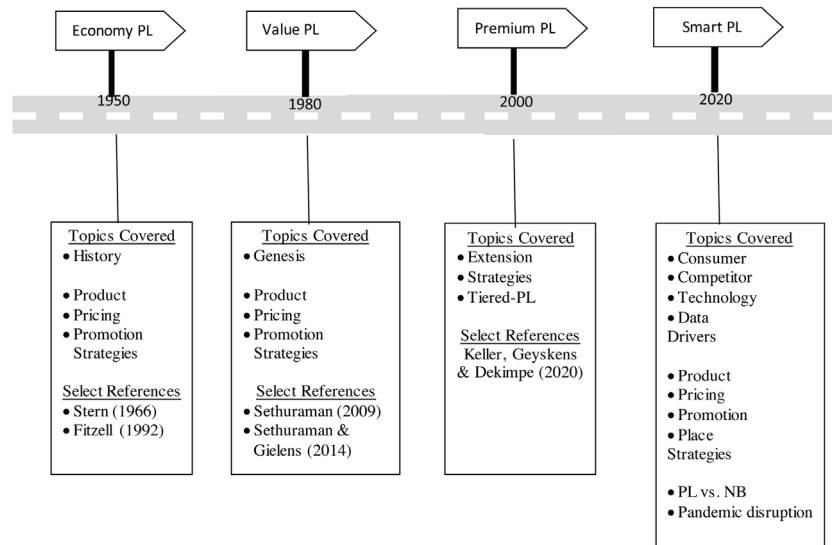 Economy PL
Value PL
Premium PL
Smart PL
1950
1980
2000
2020
Topics Covered
• History
• Product
• Pricing
• Promotion
Strategies
Select References
• Stern (1966)
• Fitzell (1992)
Topics Covered
• Genesis
• Product
• Pricing
• Promotion
Strategies
Select References
• Sethuraman (2009)
• Sethuraman &
Gielens (2014)
Topics Covered
• Extension
• Strategies
• Tiered-PL
Select References
Keller, Geyskens
& Dekimpe (2020)
Topics Covered
• Consumer
• Competitor
• Technology
• Data
Drivers
• Product
• Pricing
• Promotion
• Place
Strategies
• PL vs. NB
• Pandemic disruption